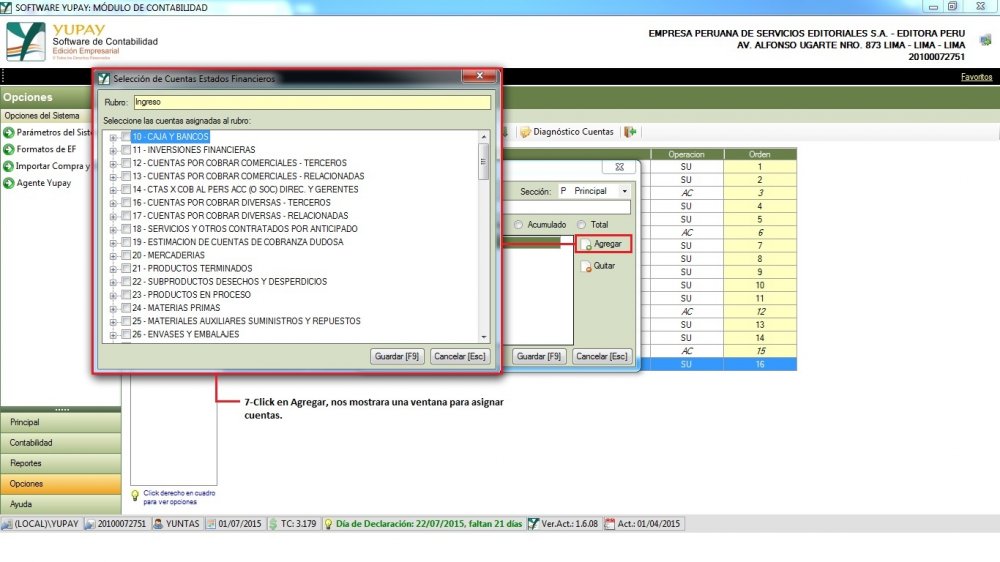 SOFTWARE YUPAY: MÓDULO DE CONTABILIDAD
YUPAY
Software de Contabilidad
Edición Empresarial
EMPRESA PERUANA DE SERVICIOS EDITORIALES S.A. - EDITORA PERU
AV. ALFONSO UGARTE NRO. 873 LIMA - LIMA - LIMA
20100072751
Favoritos
Opciones
Opciones del Sistema
Parámetros del Sist
Formatos de EF
Importar Compra y
Agente Yupay
Selección de Cuentas Estados Financieros
Rubro: Ingreso
Seleccione las cuentas asignadas al rubro:
10 - CAJA Y BANCOS
11 - INVERSIONES FINANCIERAS
12 - CUENTAS POR COBRAR COMERCIALES - TERCEROS
13 - CUENTAS POR COBRAR COMERCIALES - RELACIONADAS
14 - CTAS X COB AL PERS ACC (O SOC) DIREC. Y GERENTES
16 - CUENTAS POR COBRAR DIVERSAS - TERCEROS
17 - CUENTAS POR COBRAR DIVERSAS - RELACIONADAS
18 - SERVICIOS Y OTROS CONTRATADOS POR ANTICIPADO
19 - ESTIMACION DE CUENTAS DE COBRANZA DUDOSA
20 - MERCADERIAS
21 - PRODUCTOS TERMINADOS
22 - SUBPRODUCTOS DESECHOS Y DESPERDICIOS
23 - PRODUCTOS EN PROCESO
24 - MATERIAS PRIMAS
25 - MATERIALES AUXILIARES SUMINISTROS Y REPUESTOS
26 - ENVASES Y EMBALAJES
Guardar [F9] Cancelar [Esc]
Diagnóstico Cuentas
Sección: P Principal
Acumulado Total
Agregar
Quitar
Guardar [F9] Cancelar [Esc]
Operacion Orden
SU 1
SU 2
AC 3
SU 4
SU 5
AC 6
SU 7
SU 8
SU 9
SU 10
SU 11
AC 12
SU 13
SU 14
AC 15
SU 16
7-Click en Agregar, nos mostrara una ventana para asignar
cuentas.
Principal
Contabilidad
Reportes
Opciones
Ayuda
Click derecho en cuadro
para ver opciones
(LOCAL)\YUPAY 20100072751 YUNTAS 01/07/2015 TC: 3.179 Día de Declaración: 22/07/2015, faltan 21 días Ver.Act.: 1.6.08 Act.: 01/04/2015